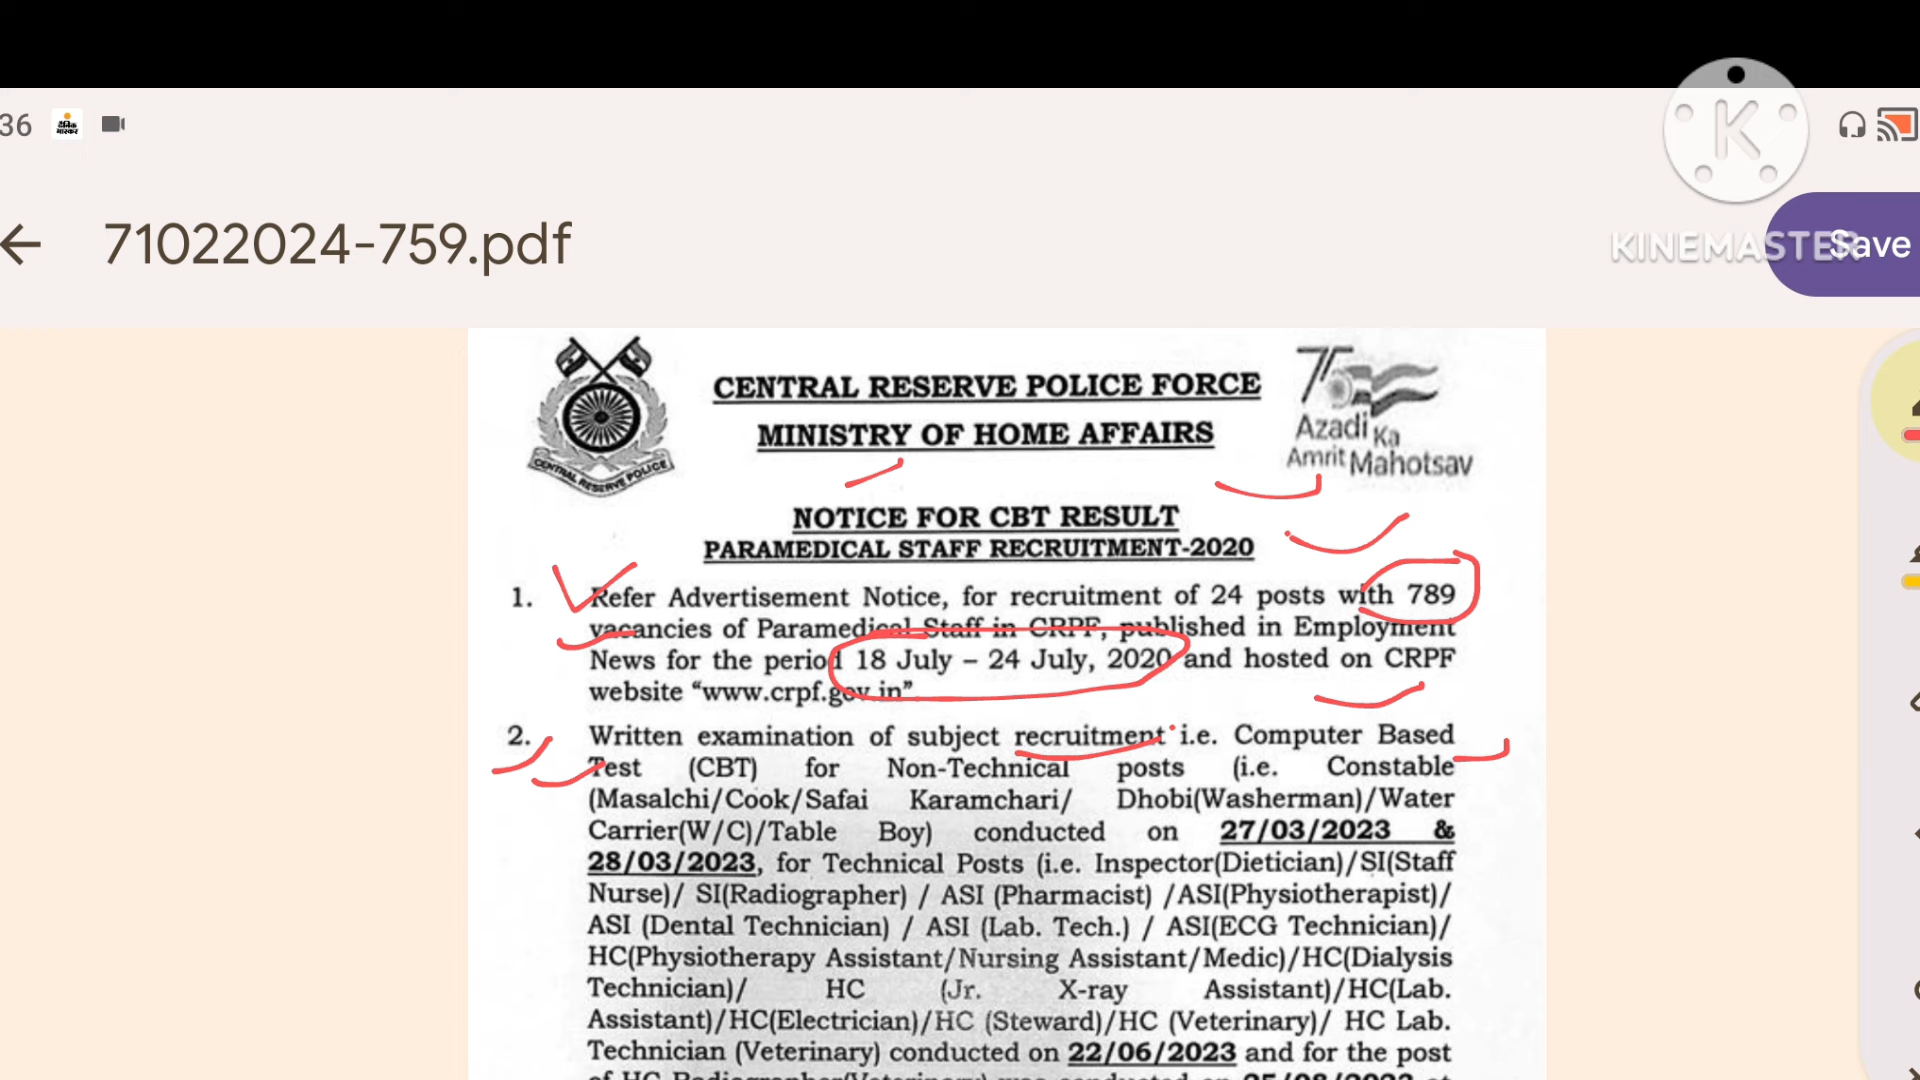 36 दैनिक भास्कर
K
KINEMASTER
71022024-759.pdf
Save
CENTRAL RESERVE POLICE FORCE
MINISTRY OF HOME AFFAIRS
CENTRAL RESERVE POLICE
75
Azadi Ka
Amrit Mahotsav
NOTICE FOR CBT RESULT
PARAMEDICAL STAFF RECRUITMENT-2020
1. Refer Advertisement Notice, for recruitment of 24 posts with 789
vacancies of Paramedical Staff in CRPF, published in Employment
News for the period 18 July – 24 July, 2020 and hosted on CRPF
website “www.crpf.gov.in”
2. Written examination of subject recruitment i.e. Computer Based
Test (CBT) for Non-Technical posts (i.e. Constable
(Masalchi/Cook/Safai Karamchari/ Dhobi(Washerman)/Water
Carrier(W/C)/Table Boy) conducted on 27/03/2023 &
28/03/2023, for Technical Posts (i.e. Inspector(Dietician)/SI(Staff
Nurse)/ SI(Radiographer) / ASI (Pharmacist) /ASI(Physiotherapist)/
ASI (Dental Technician) / ASI (Lab. Tech.) / ASI(ECG Technician)/
HC(Physiotherapy Assistant/Nursing Assistant/Medic)/HC(Dialysis
Technician)/ HC (Jr. X-ray Assistant)/HC(Lab.
Assistant)/HC(Electrician)/HC (Steward)/HC (Veterinary)/ HC Lab.
Technician (Veterinary) conducted on 22/06/2023 and for the post